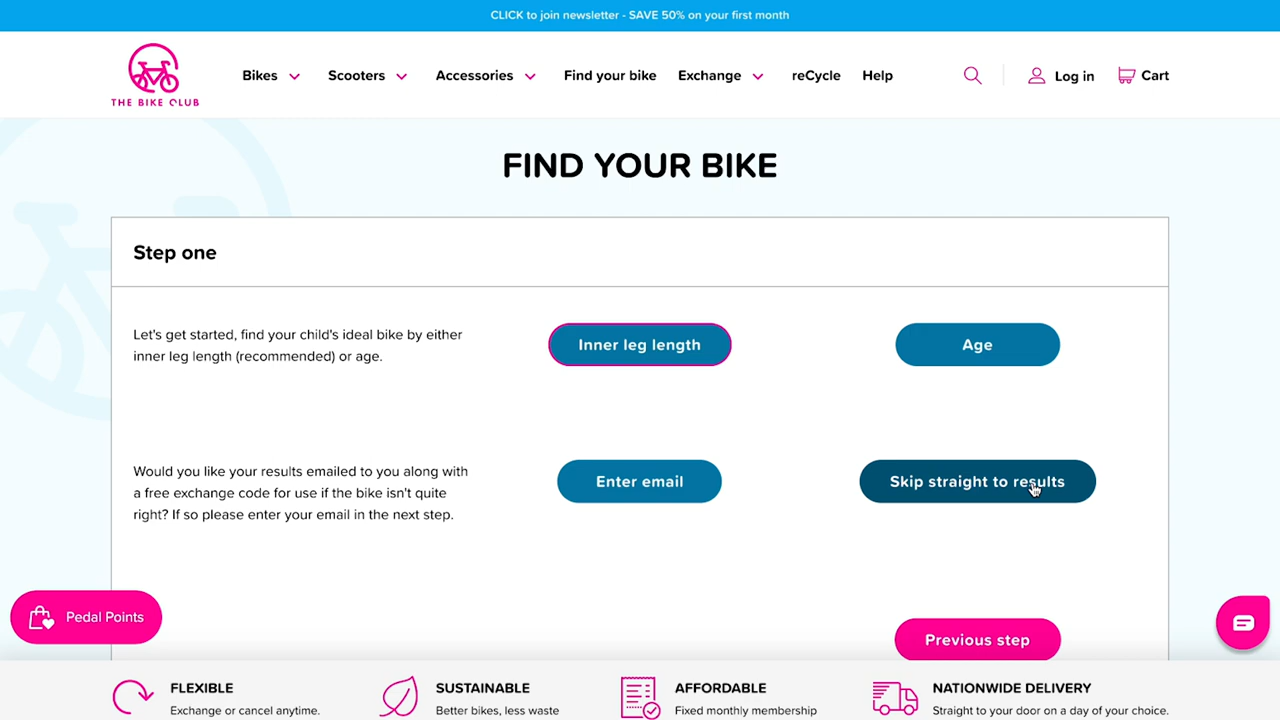 CLICK to join newsletter - SAVE 50% on your first month
THE BIKE CLUB
Bikes
Scooters
Accessories
Find your bike
Exchange
reCycle
Help
Log in
Cart
FIND YOUR BIKE
Step one
Let's get started, find your child's ideal bike by either
inner leg length (recommended) or age.
Inner leg length
Age
Would you like your results emailed to you along with
a free exchange code for use if the bike isn't quite
right? If so please enter your email in the next step.
Enter email
Skip straight to results
Pedal Points
Previous step
FLEXIBLE
Exchange or cancel anytime.
SUSTAINABLE
Better bikes, less waste
AFFORDABLE
Fixed monthly membership
NATIONWIDE DELIVERY
Straight to your door on a day of your choice.